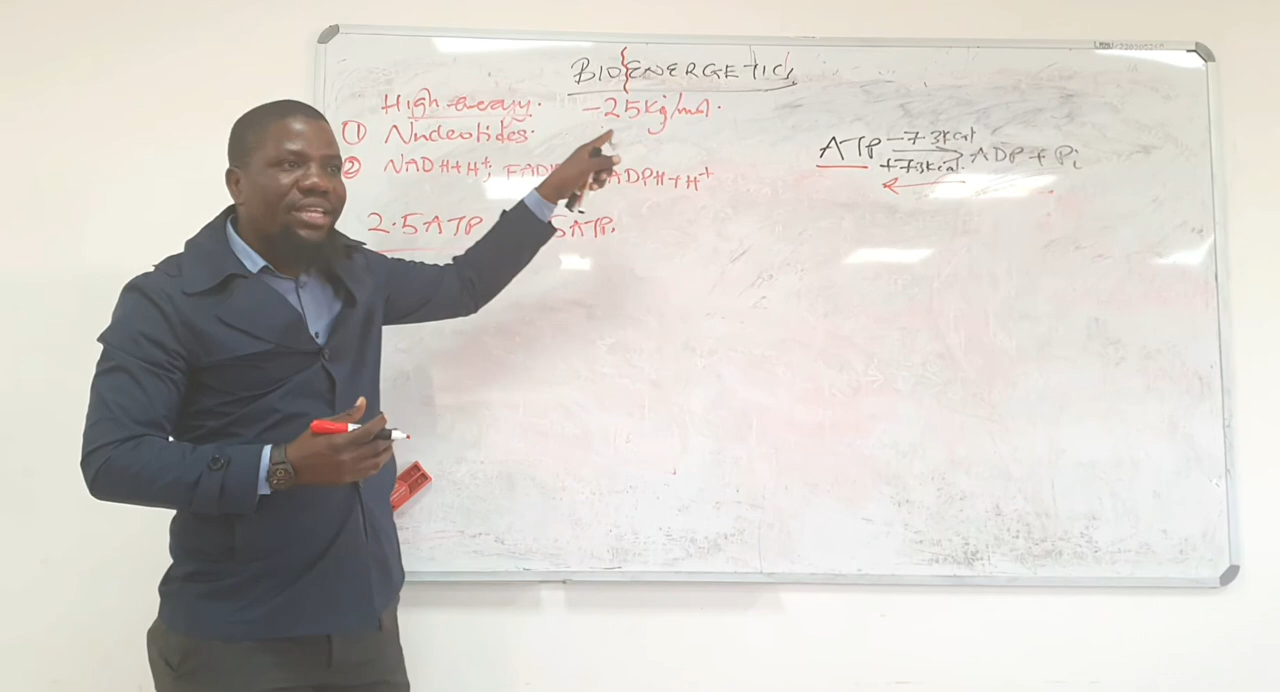 BIOENERGETICS
High energy. -25Kj/mol.
① Nucleotides.
② NADH+H⁺; FAD ADPH+H⁺
2.5ATP 5ATP.
ATP -7.3kcal ADP + Pi
+7.3kcal